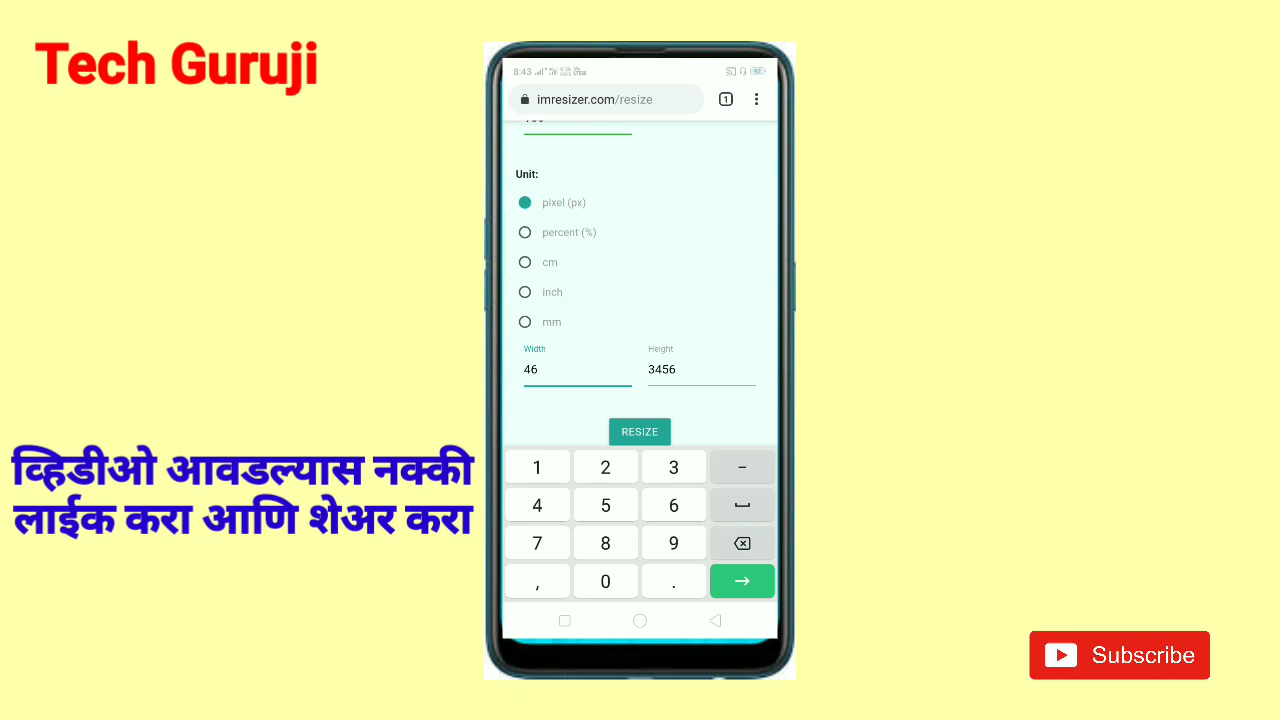 Tech Guruji
8:43
imresizer.com/resize
1
Unit:
pixel (px)
percent (%)
cm
inch
mm
Width Height
46 3456
RESIZE
1 2 3 -
4 5 6
7 8 9
, 0 .
व्हिडीओ आवडल्यास नक्की
लाईक करा आणि शेअर करा
Subscribe